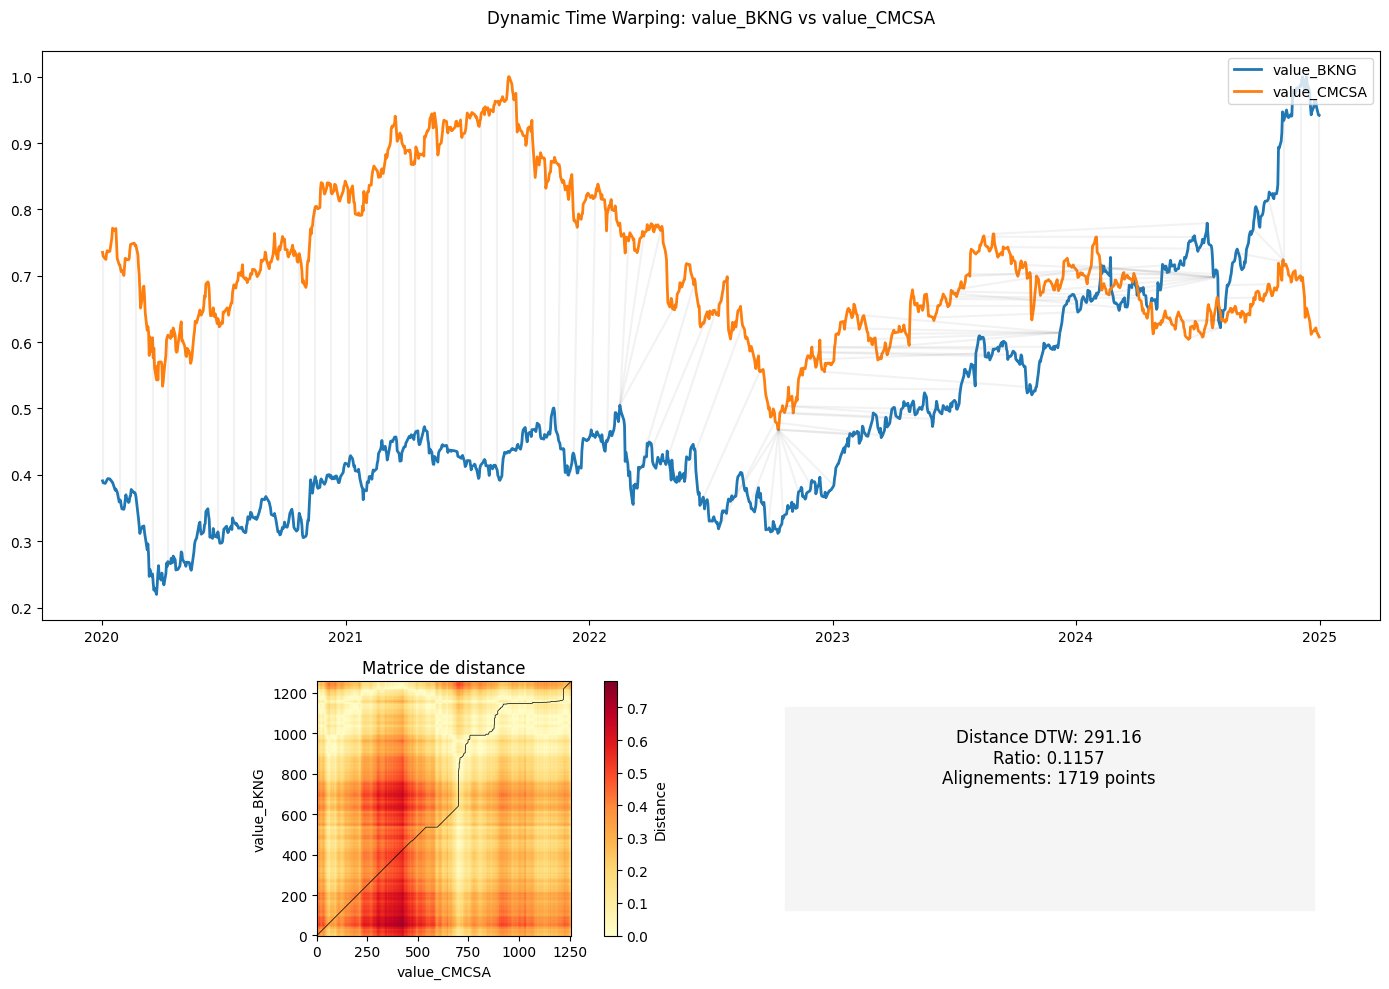 Dynamic Time Warping: value_BKNG vs value_CMCSA
value_BKNG
value_CMCSA
1.0
0.9
0.8
0.7
0.6
0.5
0.4
0.3
0.2
2020 2021 2022 2023 2024 2025
Matrice de distance
1200
1000
800
600
400
200
0
value_BKNG
0 250 500 750 1000 1250
value_CMCSA
0.7
0.6
0.5
0.4
0.3
0.2
0.1
0.0
Distance
Distance DTW: 291.16
Ratio: 0.1157
Alignements: 1719 points